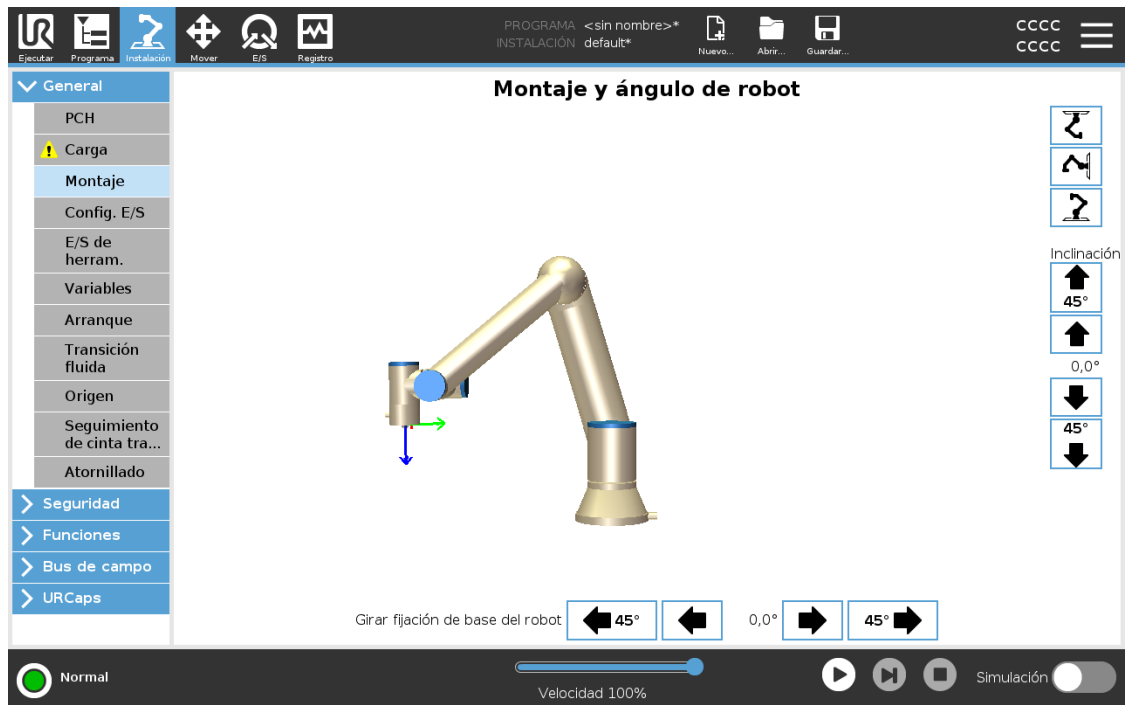 PROGRAMA <sin nombre>*
INSTALACIÓN default*
Nuevo...
Abrir...
Guardar...
CCCC
CCCC
UR
Ejecutar
Programa
Instalación
Mover
E/S
Registro
General
PCH
Carga
Montaje
Config. E/S
E/S de
herram.
Variables
Arranque
Transición
fluida
Origen
Seguimiento
de cinta tra...
Atornillado
Seguridad
Funciones
Bus de campo
URCaps
Montaje y ángulo de robot
Inclinación
45°
0,0°
45°
Girar fijación de base del robot
45°
0,0°
45°
Normal
Velocidad 100%
Simulación